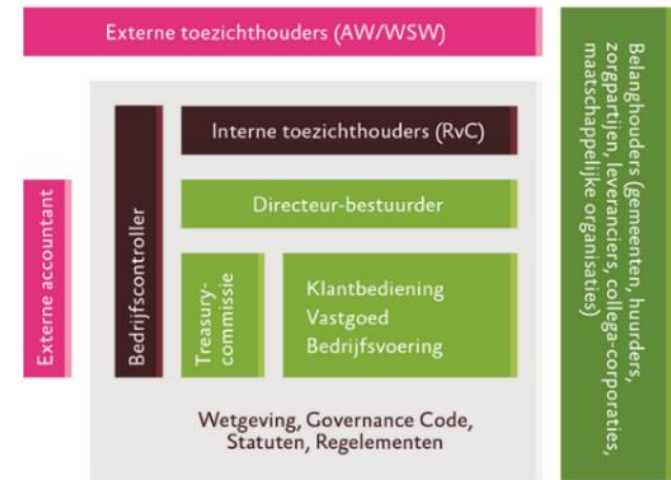 Externe toezichthouders (AW/WSW)
Externe accountant
Bedrijfscontroller
Interne toezichthouders (RvC)
Directeur-bestuurder
Treasury-
commissie
Klantbediening
Vastgoed
Bedrijfsvoering
Wetgeving, Governance Code,
Statuten, Regelementen
Belanghouders (gemeenten, huurders,
zorgpartijen, leveranciers, collega-corporaties,
maatschappelijke organisaties)